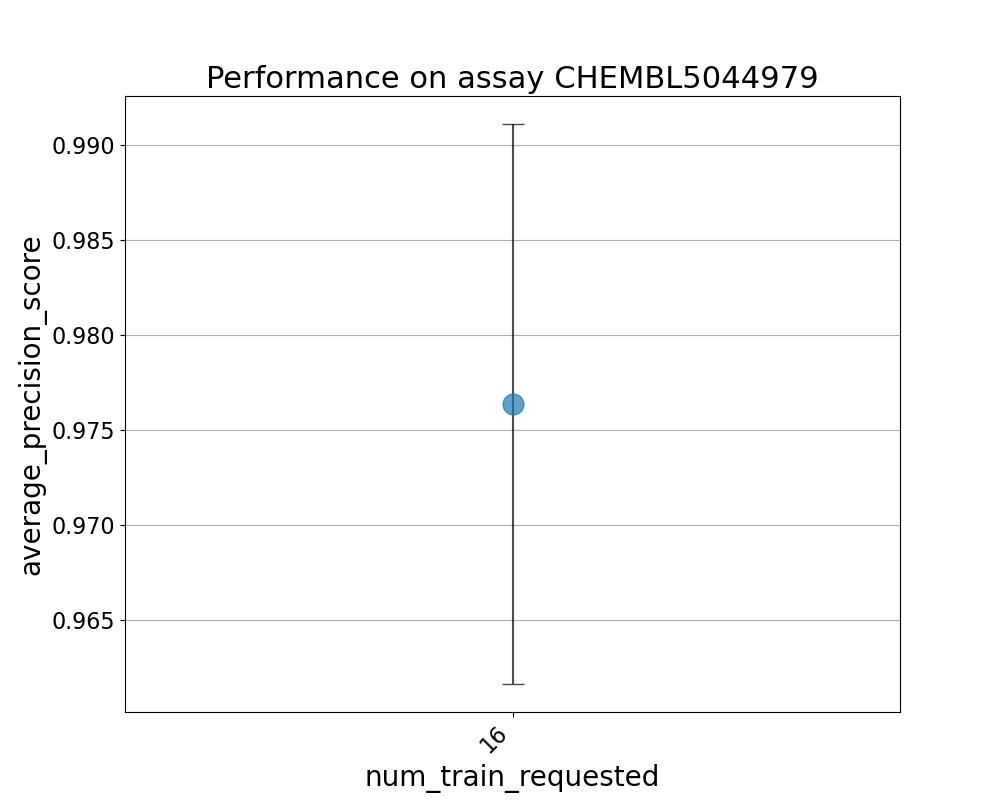 Performance on assay CHEMBL5044979
average_precision_score
0.990
0.985
0.980
0.975
0.970
0.965
16
num_train_requested